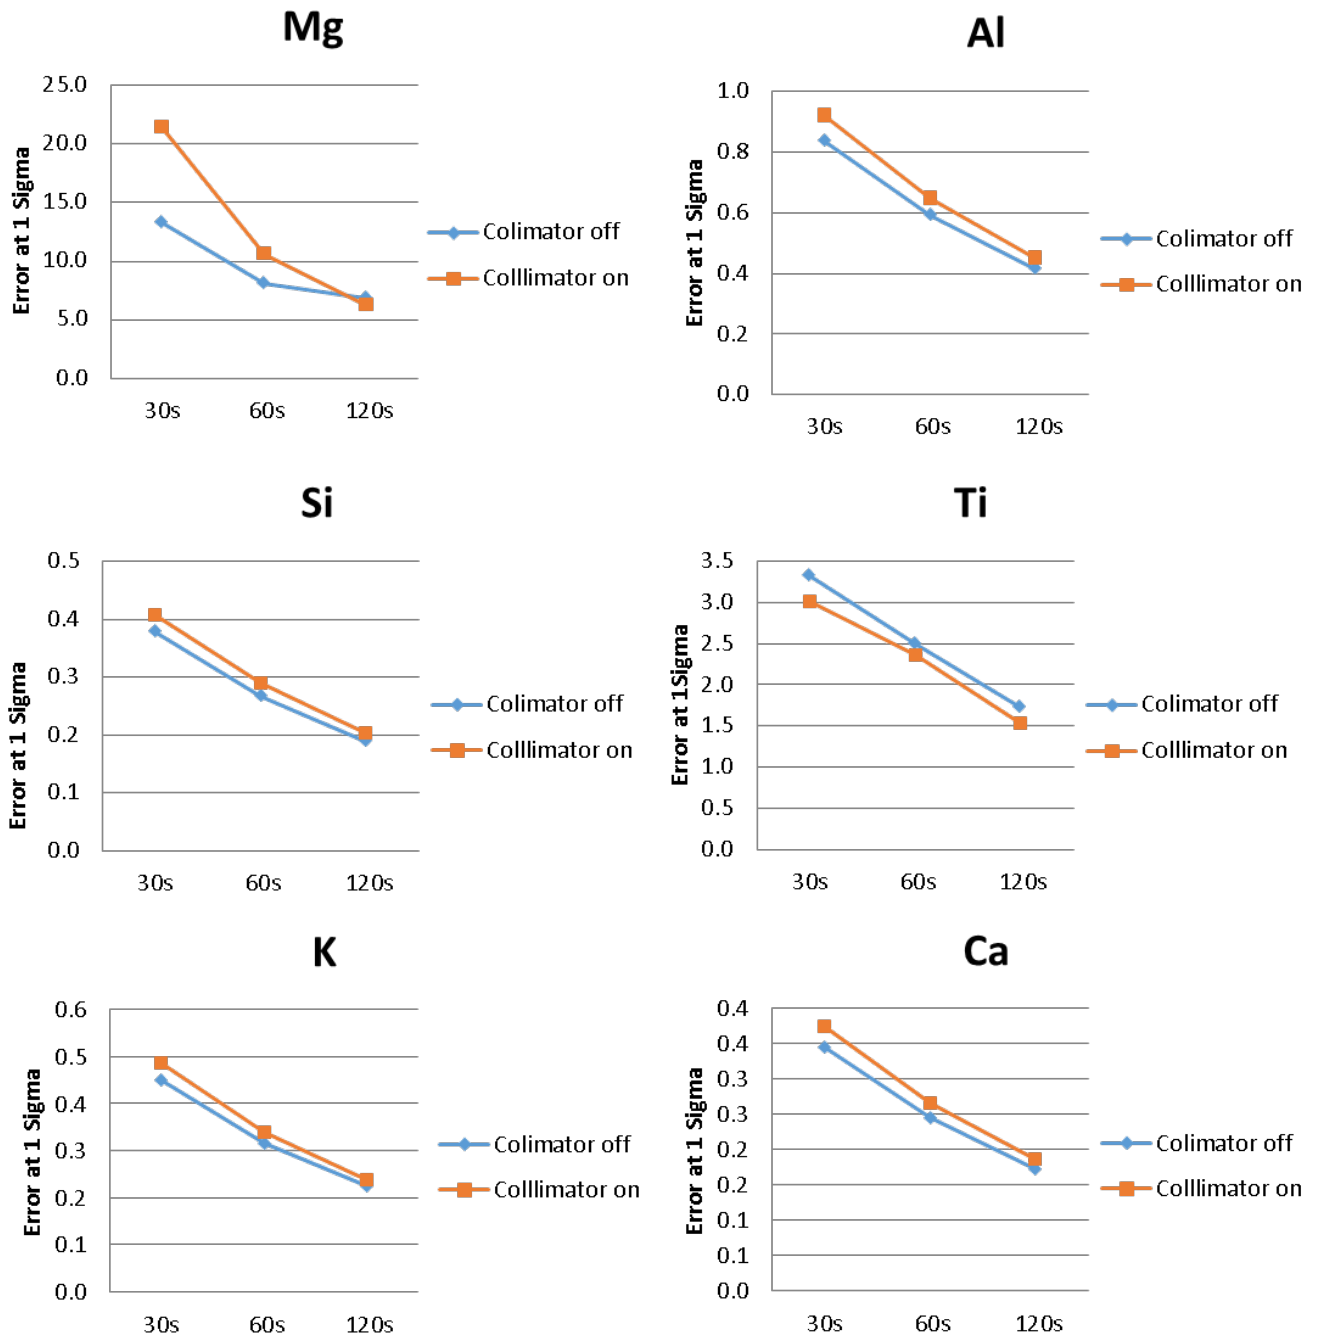 Mg
25.0
20.0
15.0
10.0
5.0
0.0
Error at 1 Sigma
30s 60s 120s
Colimator off
Colllimator on
Al
1.0
0.8
0.6
0.4
0.2
0.0
Error at 1 Sigma
30s 60s 120s
Colimator off
Colllimator on
Si
0.5
0.4
0.3
0.2
0.1
0.0
Error at 1 Sigma
30s 60s 120s
Colimator off
Colllimator on
Ti
3.5
3.0
2.5
2.0
1.5
1.0
0.5
0.0
Error at 1Sigma
30s 60s 120s
Colimator off
Colllimator on
K
0.6
0.5
0.4
0.3
0.2
0.1
0.0
Error at 1 Sigma
30s 60s 120s
Colimator off
Colllimator on
Ca
0.4
0.4
0.3
0.3
0.2
0.2
0.1
0.1
0.0
Error at 1 Sigma
30s 60s 120s
Colimator off
Colllimator on